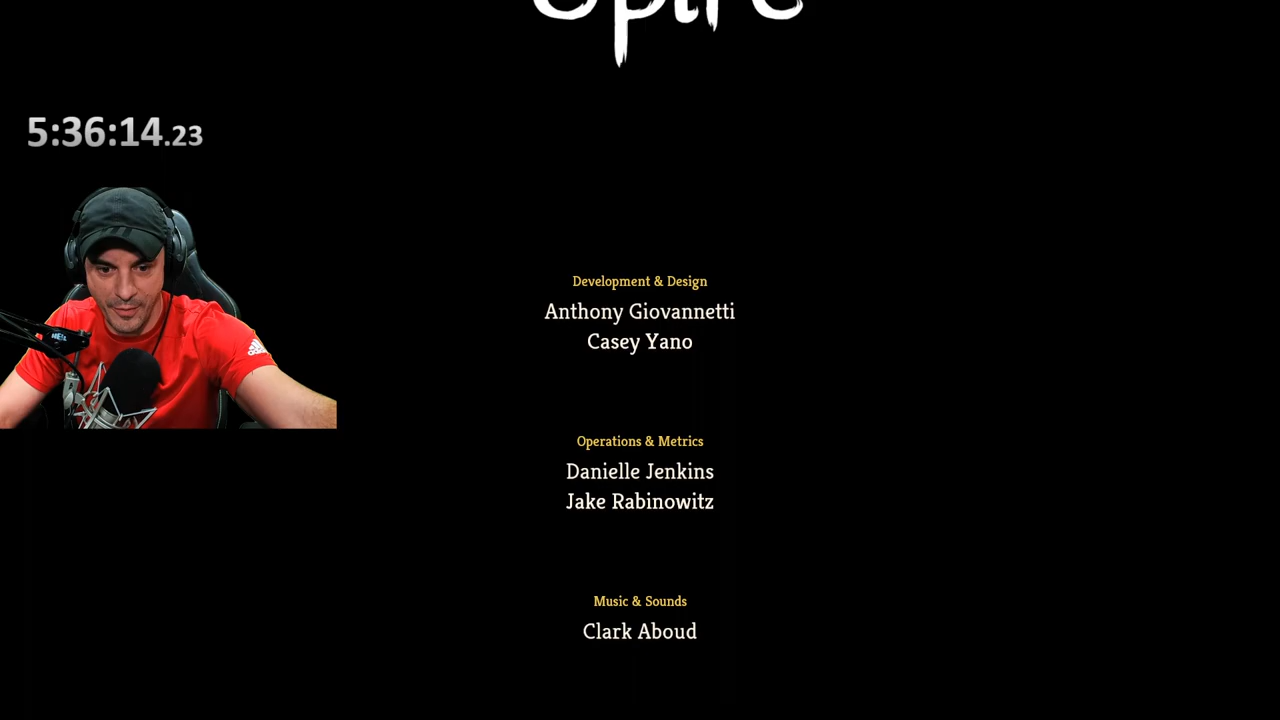 Spire
5:36:14.23
Development & Design
Anthony Giovannetti
Casey Yano
Operations & Metrics
Danielle Jenkins
Jake Rabinowitz
Music & Sounds
Clark Aboud